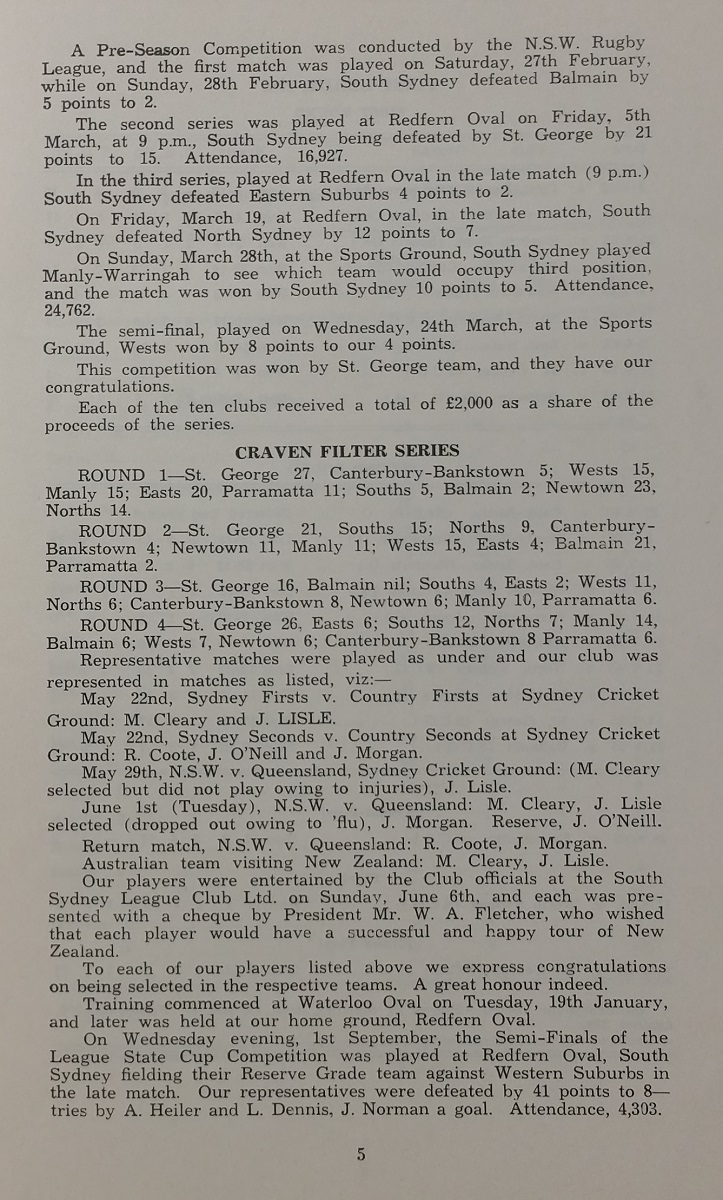 A Pre-Season Competition was conducted by the N.S.W. Rugby
League, and the first match was played on Saturday, 27th February,
while on Sunday, 28th February, South Sydney defeated Balmain by
5 points to 2.
The second series was played at Redfern Oval on Friday, 5th
March, at 9 p.m., South Sydney being defeated by St. George by 21
points to 15. Attendance, 16,927.
In the third series, played at Redfern Oval in the late match (9 p.m.)
South Sydney defeated Eastern Suburbs 4 points to 2.
On Friday, March 19, at Redfern Oval, in the late match, South
Sydney defeated North Sydney by 12 points to 7.
On Sunday, March 28th, at the Sports Ground, South Sydney played
Manly-Warringah to see which team would occupy third position,
and the match was won by South Sydney 10 points to 5. Attendance,
24,762.
The semi-final, played on Wednesday, 24th March, at the Sports
Ground, Wests won by 8 points to our 4 points.
This competition was won by St. George team, and they have our
congratulations.
Each of the ten clubs received a total of £2,000 as a share of the
proceeds of the series.
CRAVEN FILTER SERIES
ROUND 1—St. George 27, Canterbury-Bankstown 5; Wests 15,
Manly 15; Easts 20, Parramatta 11; Souths 5, Balmain 2; Newtown 23,
Norths 14.
ROUND 2—St. George 21, Souths 15; Norths 9, Canterbury-
Bankstown 4; Newtown 11, Manly 11; Wests 15, Easts 4; Balmain 21,
Parramatta 2.
ROUND 3—St. George 16, Balmain nil; Souths 4, Easts 2; Wests 11,
Norths 6; Canterbury-Bankstown 8, Newtown 6; Manly 10, Parramatta 6.
ROUND 4—St. George 26, Easts 6; Souths 12, Norths 7; Manly 14,
Balmain 6; Wests 7, Newtown 6; Canterbury-Bankstown 8 Parramatta 6.
Representative matches were played as under and our club was
represented in matches as listed, viz:—
May 22nd, Sydney Firsts v. Country Firsts at Sydney Cricket
Ground: M. Cleary and J. LISLE.
May 22nd, Sydney Seconds v. Country Seconds at Sydney Cricket
Ground: R. Coote, J. O'Neill and J. Morgan.
May 29th, N.S.W. v. Queensland, Sydney Cricket Ground: (M. Cleary
selected but did not play owing to injuries), J. Lisle.
June 1st (Tuesday), N.S.W. v. Queensland: M. Cleary, J. Lisle
selected (dropped out owing to 'flu), J. Morgan. Reserve, J. O'Neill.
Return match, N.S.W. v. Queensland: R. Coote, J. Morgan.
Australian team visiting New Zealand: M. Cleary, J. Lisle.
Our players were entertained by the Club officials at the South
Sydney League Club Ltd. on Sunday, June 6th, and each was pre-
sented with a cheque by President Mr. W. A. Fletcher, who wished
that each player would have a successful and happy tour of New
Zealand.
To each of our players listed above we express congratulations
on being selected in the respective teams. A great honour indeed.
Training commenced at Waterloo Oval on Tuesday, 19th January,
and later was held at our home ground, Redfern Oval.
On Wednesday evening, 1st September, the Semi-Finals of the
League State Cup Competition was played at Redfern Oval, South
Sydney fielding their Reserve Grade team against Western Suburbs in
the late match. Our representatives were defeated by 41 points to 8—
tries by A. Heiler and L. Dennis, J. Norman a goal. Attendance, 4,303.
5